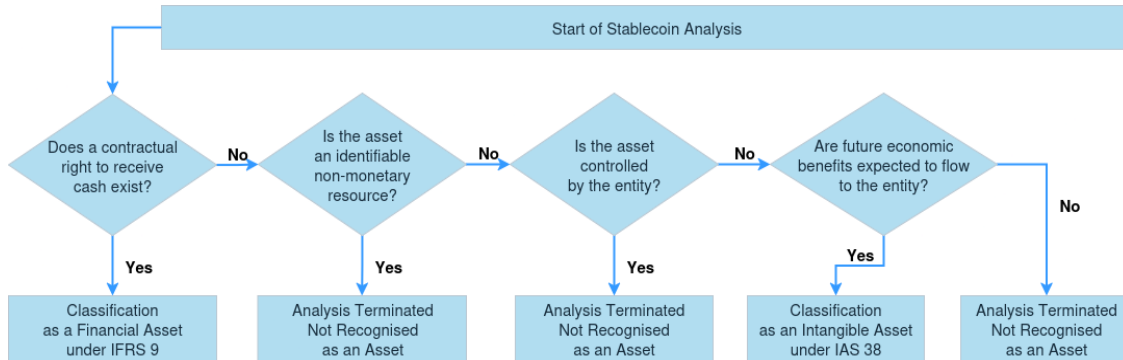 Start of Stablecoin Analysis
Does a contractual
right to receive
cash exist?
No
Is the asset
an identifiable
non-monetary
resource?
No
Is the asset
controlled
by the entity?
No
Are future economic
benefits expected to flow
to the entity?
No
Yes
Yes
Yes
Yes
Classification
as a Financial Asset
under IFRS 9
Analysis Terminated
Not Recognised
as an Asset
Analysis Terminated
Not Recognised
as an Asset
Classification
as an Intangible Asset
under IAS 38
Analysis Terminated
Not Recognised
as an Asset